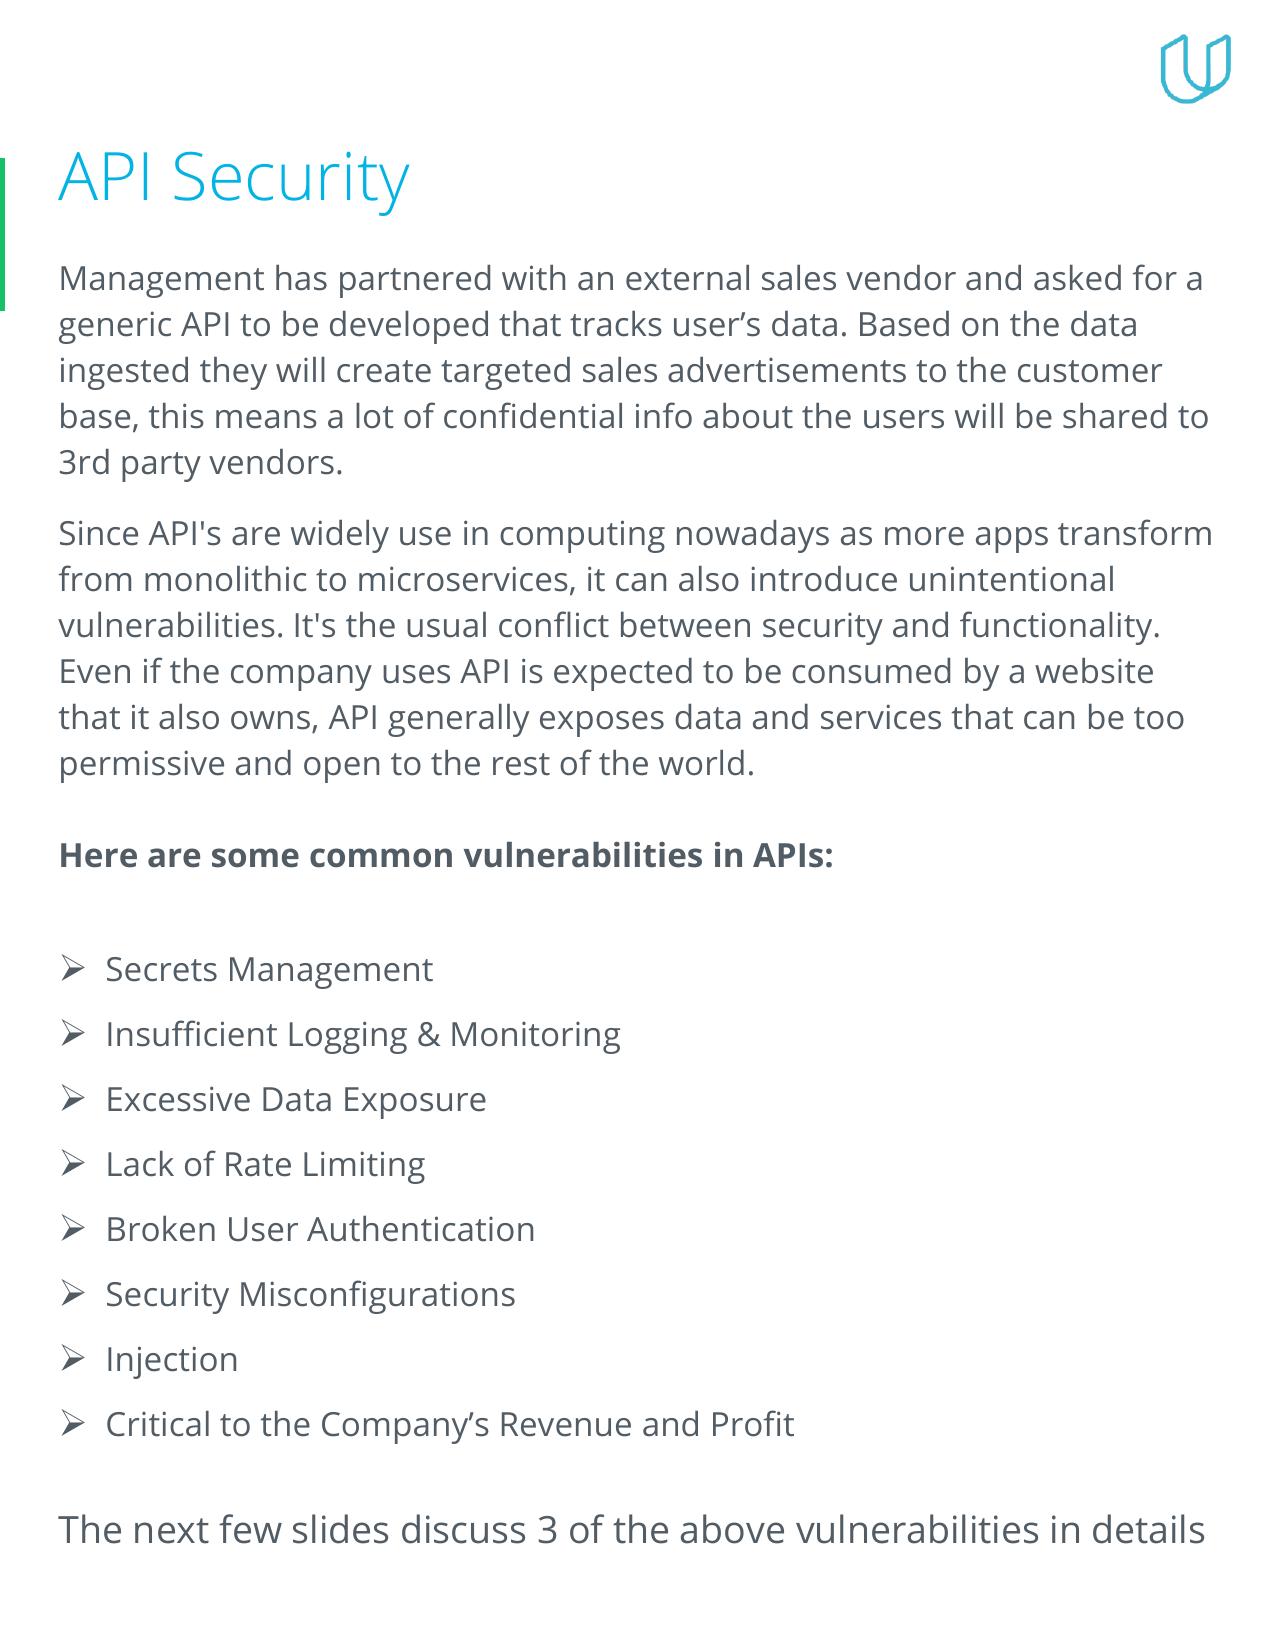 API Security
Management has partnered with an external sales vendor and asked for a
generic API to be developed that tracks user’s data. Based on the data
ingested they will create targeted sales advertisements to the customer
base, this means a lot of confidential info about the users will be shared to
3rd party vendors.
Since API's are widely use in computing nowadays as more apps transform
from monolithic to microservices, it can also introduce unintentional
vulnerabilities. It's the usual conflict between security and functionality.
Even if the company uses API is expected to be consumed by a website
that it also owns, API generally exposes data and services that can be too
permissive and open to the rest of the world.
Here are some common vulnerabilities in APIs:
➢ Secrets Management
➢ Insufficient Logging & Monitoring
➢ Excessive Data Exposure
➢ Lack of Rate Limiting
➢ Broken User Authentication
➢ Security Misconfigurations
➢ Injection
➢ Critical to the Company’s Revenue and Profit
The next few slides discuss 3 of the above vulnerabilities in details